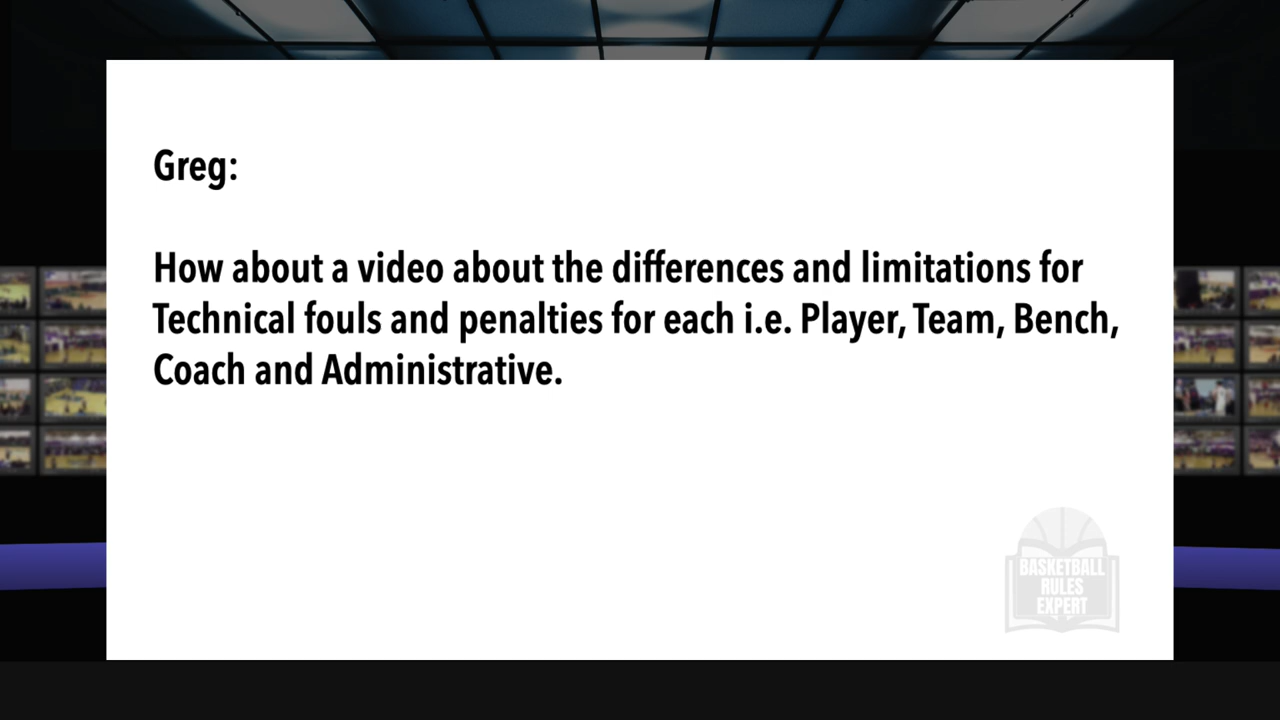 Greg:
How about a video about the differences and limitations for
Technical fouls and penalties for each i.e. Player, Team, Bench,
Coach and Administrative.
BASKETBALL
RULES
EXPERT